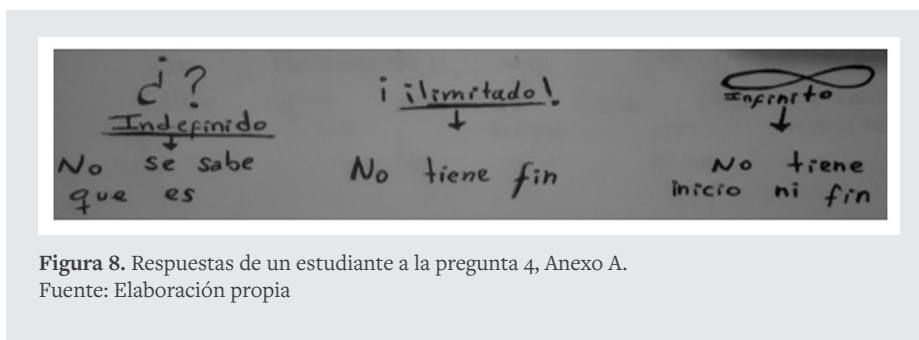 ¿?
Indefinido
No se sabe
que es
¡ ilimitado!
No tiene fin
Infinito
No tiene
inicio ni fin
Figura 8. Respuestas de un estudiante a la pregunta 4, Anexo A.
Fuente: Elaboración propia